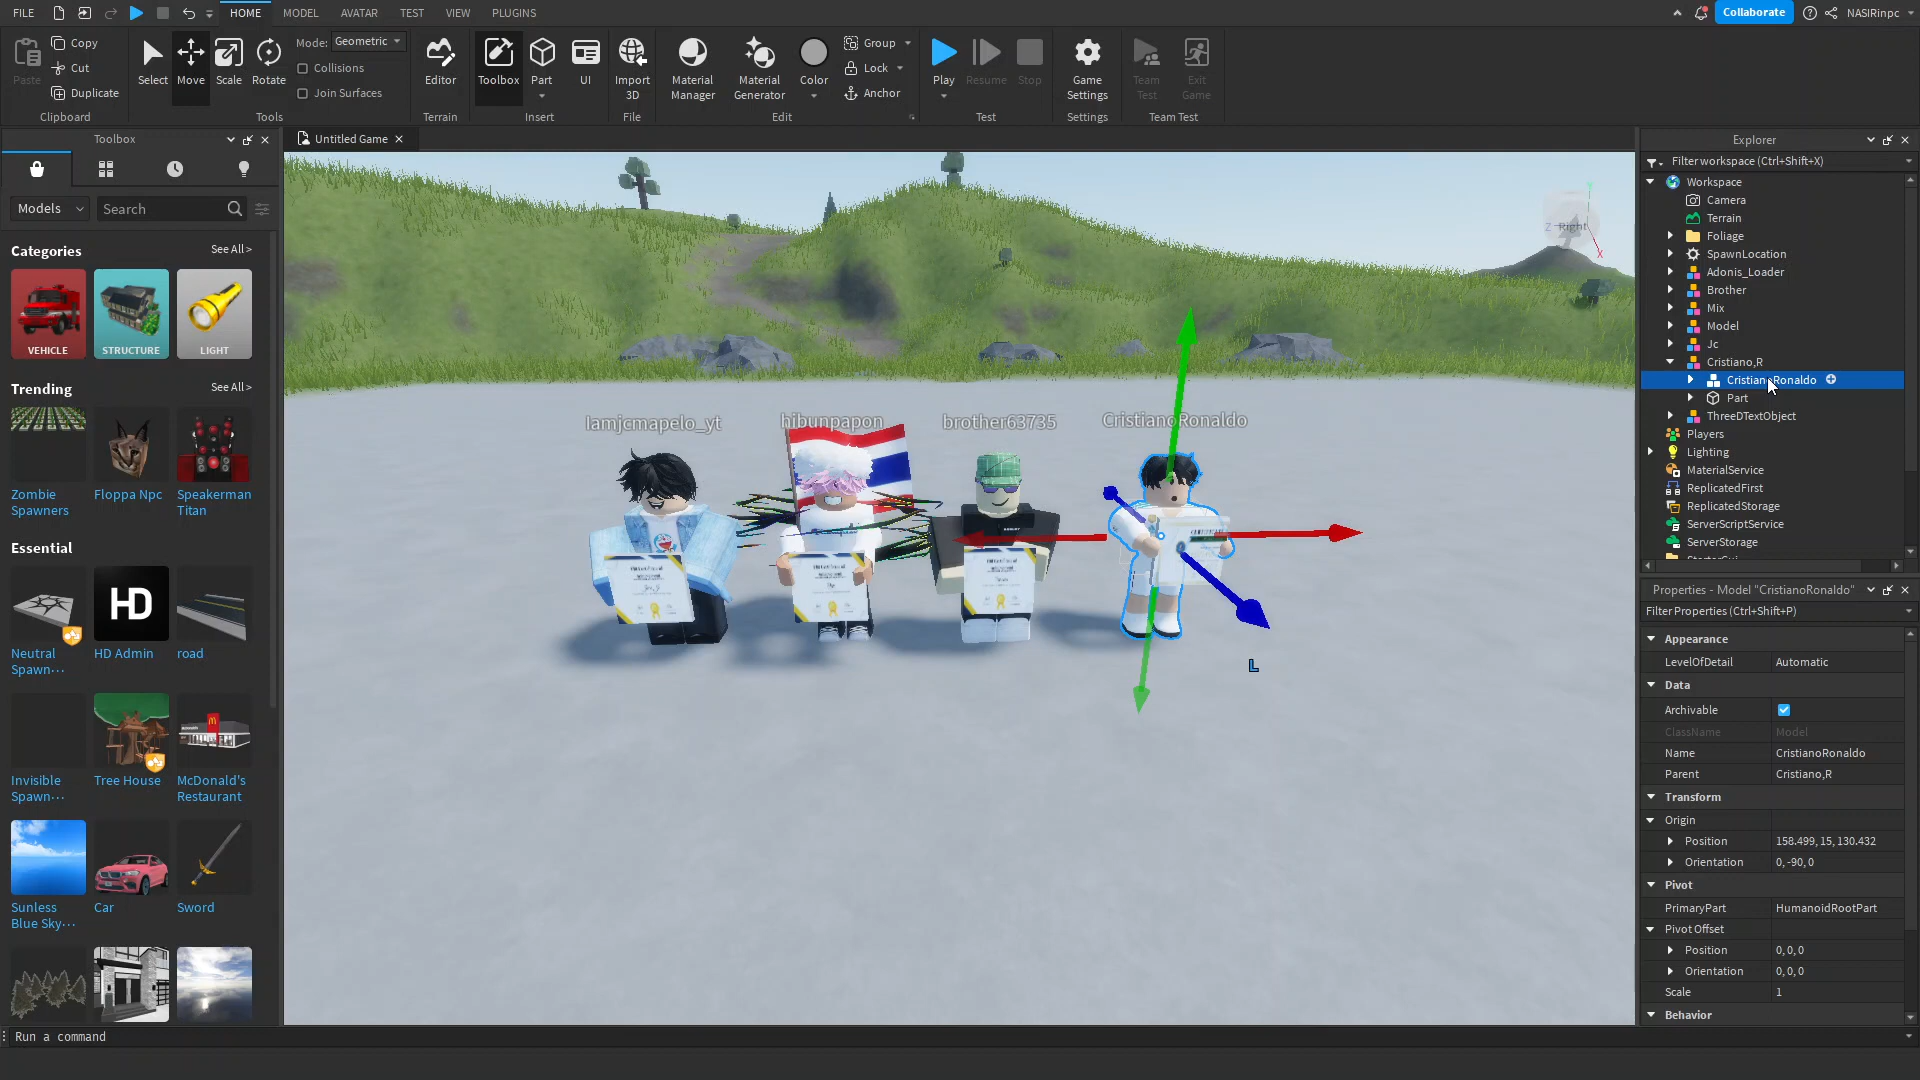 FILE
HOME
MODEL
AVATAR
TEST
VIEW
PLUGINS
Collaborate
NASIRinpc
Paste
Copy
Cut
Duplicate
Clipboard
Select
Move
Scale
Rotate
Mode:
Geometric
Collisions
Join Surfaces
Tools
Editor
Terrain
Toolbox
Part
UI
Insert
Import
3D
File
Material
Manager
Material
Generator
Color
Group
Lock
Anchor
Edit
Play
Resume
Stop
Test
Game
Settings
Settings
Team
Test
Exit
Game
Team Test
Toolbox
Models
Search
Categories
See All >
VEHICLE
STRUCTURE
LIGHT
Trending
See All >
Zombie
Spawners
Floppa Npc
Speakerman
Titan
Essential
HD
Neutral
Spawn···
HD Admin
road
Invisible
Spawn···
Tree House
McDonald's
Restaurant
Sunless
Blue Sky···
Car
Sword
Untitled Game
Iamjcmapelo_yt
hibunpapon
brother63735
CristianoRonaldo
Z
Right
X
L
Explorer
Filter workspace (Ctrl+Shift+X)
Workspace
Camera
Terrain
Foliage
SpawnLocation
Adonis_Loader
Brother
Mix
Model
Jc
Cristiano,R
CristianoRonaldo
Part
ThreeDTextObject
Players
Lighting
MaterialService
ReplicatedFirst
ReplicatedStorage
ServerScriptService
ServerStorage
StarterGui
Properties - Model "CristianoRonaldo"
Filter Properties (Ctrl+Shift+P)
Appearance
LevelOfDetail Automatic
Data
Archivable
ClassName Model
Name CristianoRonaldo
Parent Cristiano,R
Transform
Origin
Position 158.499, 15, 130.432
Orientation 0, -90, 0
Pivot
PrimaryPart HumanoidRootPart
Pivot Offset
Position 0, 0, 0
Orientation 0, 0, 0
Scale 1
Behavior
Run a command